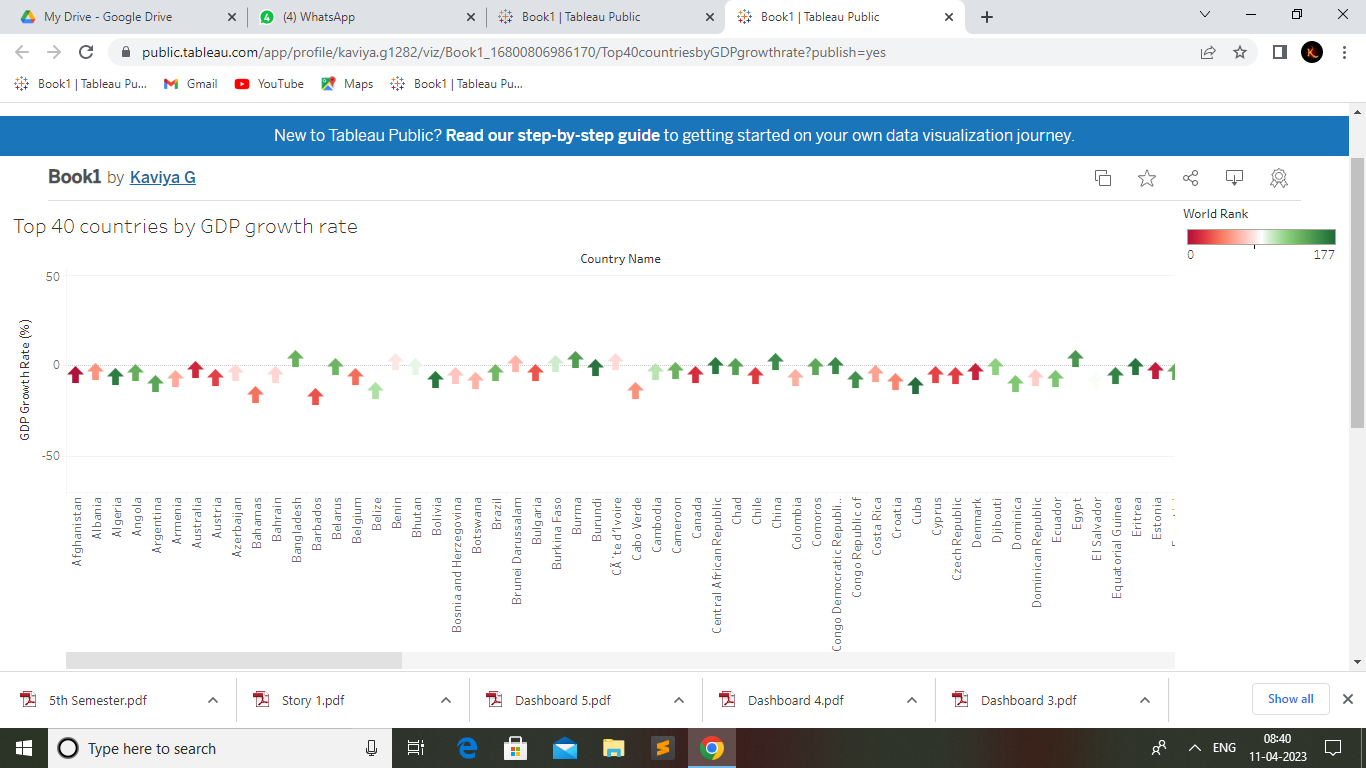 My Drive - Google Drive
(4) WhatsApp
Book1 | Tableau Public
Book1 | Tableau Public
public.tableau.com/app/profile/kaviya.g1282/viz/Book1_16800806986170/Top40countriesbyGDPgrowthrate?publish=yes
Book1 | Tableau Pu...
Gmail
YouTube
Maps
Book1 | Tableau Pu...
New to Tableau Public? Read our step-by-step guide to getting started on your own data visualization journey.
Book1 by Kaviya G
Top 40 countries by GDP growth rate
World Rank
0
177
Country Name
GDP Growth Rate (%)
50
0
-50
Afghanistan
Albania
Algeria
Angola
Argentina
Armenia
Australia
Austria
Azerbaijan
Bahamas
Bahrain
Bangladesh
Barbados
Belarus
Belgium
Belize
Benin
Bhutan
Bolivia
Bosnia and Herzegovina
Botswana
Brazil
Brunei Darussalam
Bulgaria
Burkina Faso
Burma
Burundi
CÃ´te d'Ivoire
Cabo Verde
Cambodia
Cameroon
Canada
Central African Republic
Chad
Chile
China
Colombia
Comoros
Congo Democratic Republi..
Congo Republic of
Costa Rica
Croatia
Cuba
Cyprus
Czech Republic
Denmark
Djibouti
Dominica
Dominican Republic
Ecuador
Egypt
El Salvador
Equatorial Guinea
Eritrea
Estonia
5th Semester.pdf
Story 1.pdf
Dashboard 5.pdf
Dashboard 4.pdf
Dashboard 3.pdf
Show all
Type here to search
ENG
08:40
11-04-2023